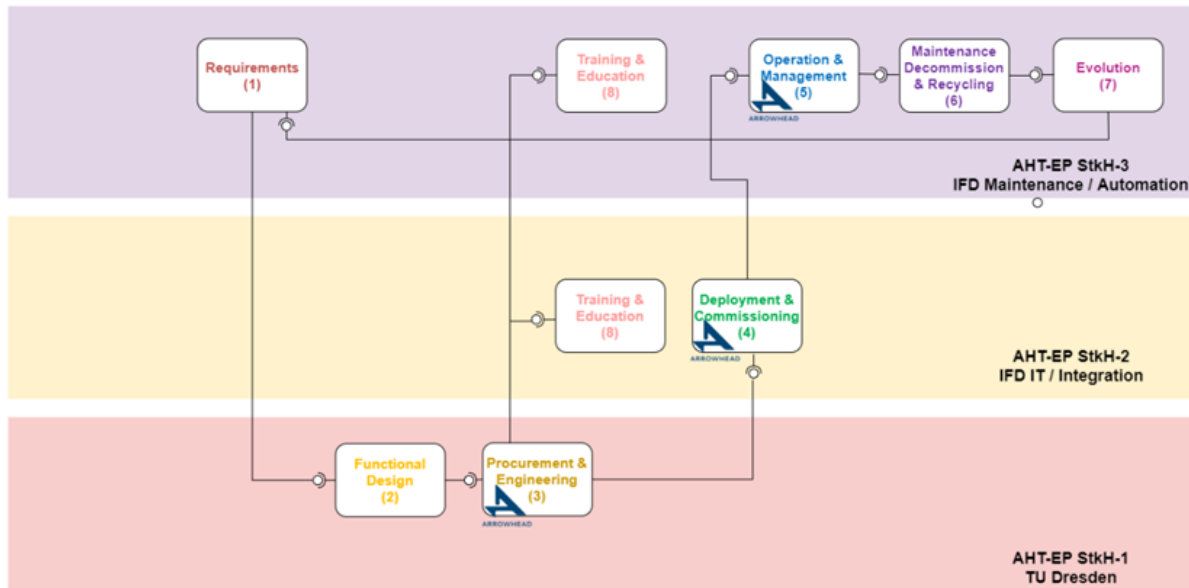 Requirements
(1)
Training &
Education
(8)
Operation &
Management
(5)
ARROWHEAD
Maintenance
Decommission
& Recycling
(6)
Evolution
(7)
AHT-EP StkH-3
IFD Maintenance / Automation
Training &
Education
(8)
Deployment &
Commissioning
(4)
ARROWHEAD
AHT-EP StkH-2
IFD IT / Integration
Functional
Design
(2)
Procurement &
Engineering
(3)
ARROWHEAD
AHT-EP StkH-1
TU Dresden